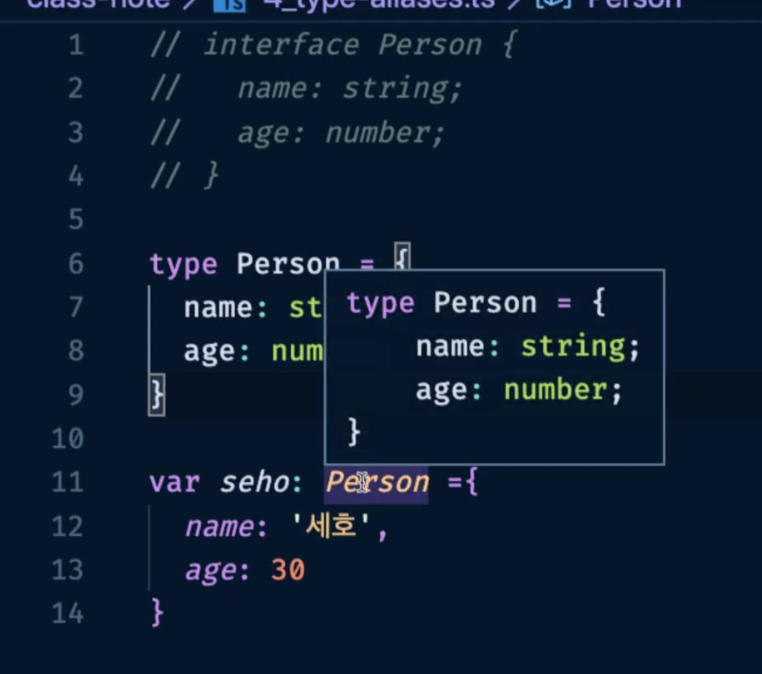 class-note > TS 4_type-aliases.ts > Person
1 // interface Person {
2 //   name: string;
3 //   age: number;
4 // }
5
6 type Person = {
7   name: st
8   age: num
9 }
10
type Person = {
    name: string;
    age: number;
}
11 var seho: Person ={
12   name: '세호',
13   age: 30
14 }